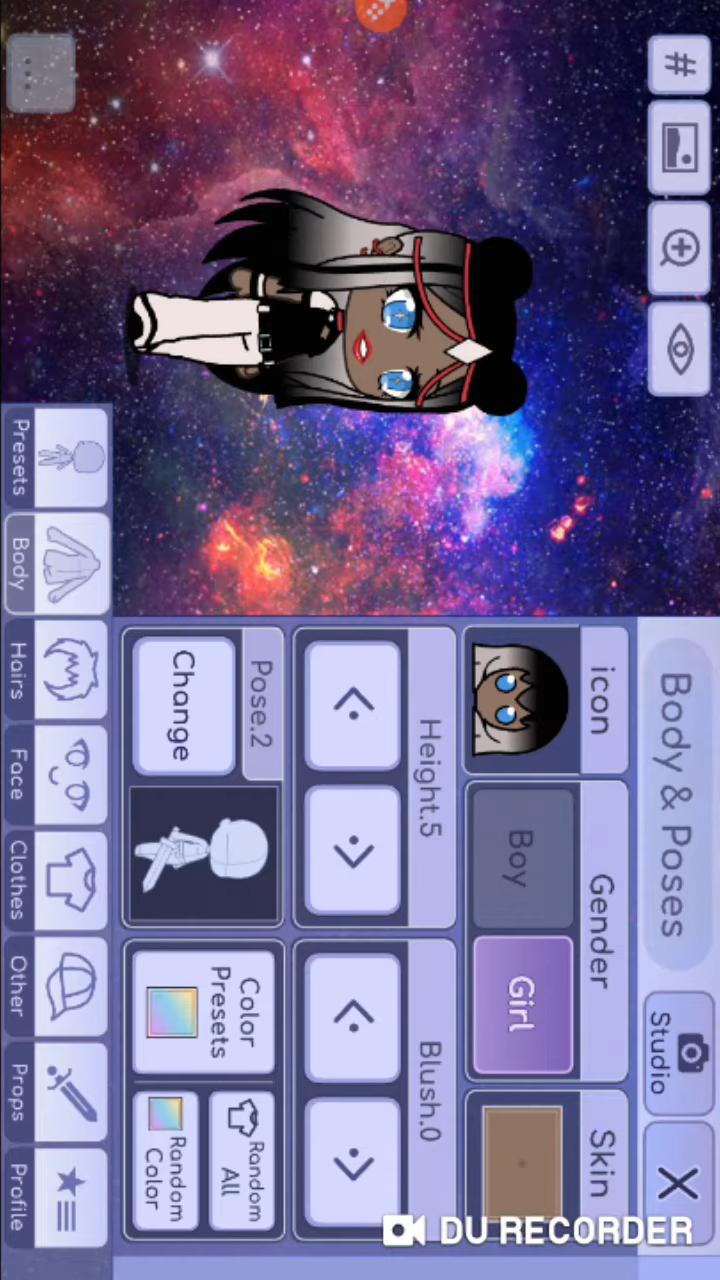 #
Body & Poses
Studio
X
icon
Gender
Boy
Girl
Skin
Height.5
Blush.0
Pose.2
Change
Color
Presets
Random
All
Random
Color
Presets
Body
Hairs
Face
Clothes
Other
Props
Profile
DU RECORDER